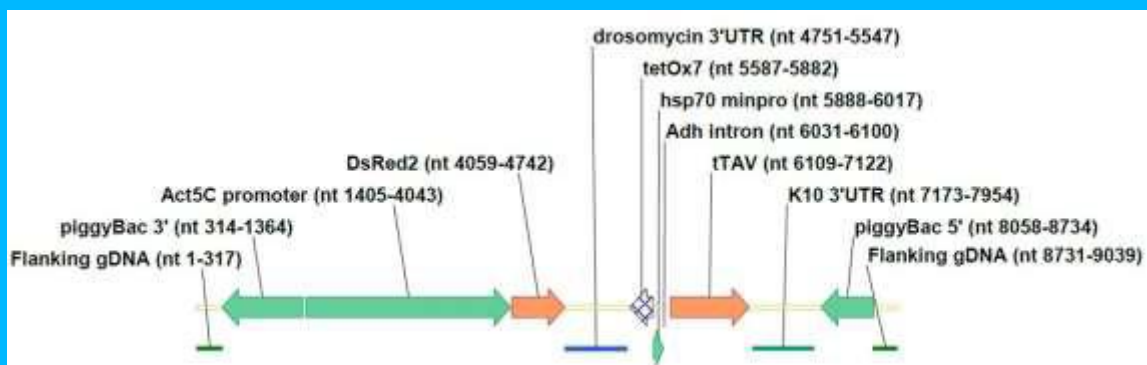 drosomycin 3'UTR (nt 4751-5547)
tetOx7 (nt 5587-5882)
hsp70 minpro (nt 5888-6017)
Adh intron (nt 6031-6100)
DsRed2 (nt 4059-4742)
tTAV (nt 6109-7122)
Act5C promoter (nt 1405-4043)
K10 3'UTR (nt 7173-7954)
piggyBac 3' (nt 314-1364)
piggyBac 5' (nt 8058-8734)
Flanking gDNA (nt 1-317)
Flanking gDNA (nt 8731-9039)